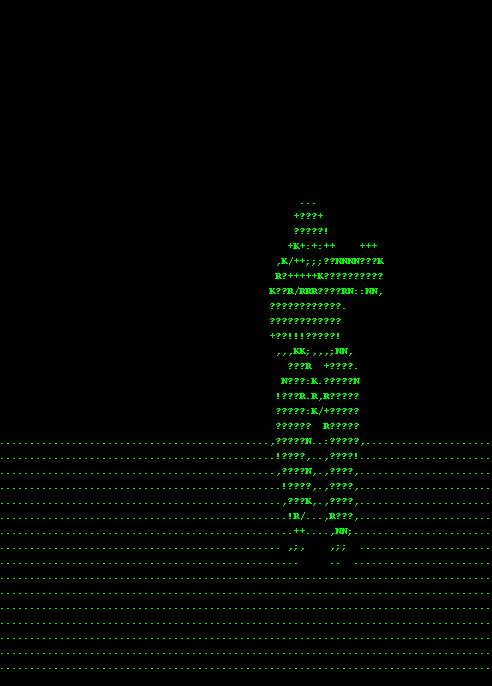 ...
+???+
?????!
+K+:+:++    +++
,K/++;;;??NNNN???K
R?+++++K??????????
K??R/RRR????RN::NN,
????????????.
????????????
+??!!!?????!
,,,KK;,,,;NN,
???R  +????.
N???:K.?????N
!???R.R,R?????
?????:K/+?????
??????  R?????
.............................................,?????N. .:?????,.....................
..............................................!????,..,????!......................
..............................................,????N,..,????,......................
...............................................!????,..,????,......................
...............................................,???K,..,????,......................
................................................!R/...,R???,......................
.................................................++....,NN;.......................
............................................... ,;,    ,;;  ......................
.................................................     ..  .......................
..................................................................................
..................................................................................
..................................................................................
..................................................................................
..................................................................................
..................................................................................
..................................................................................